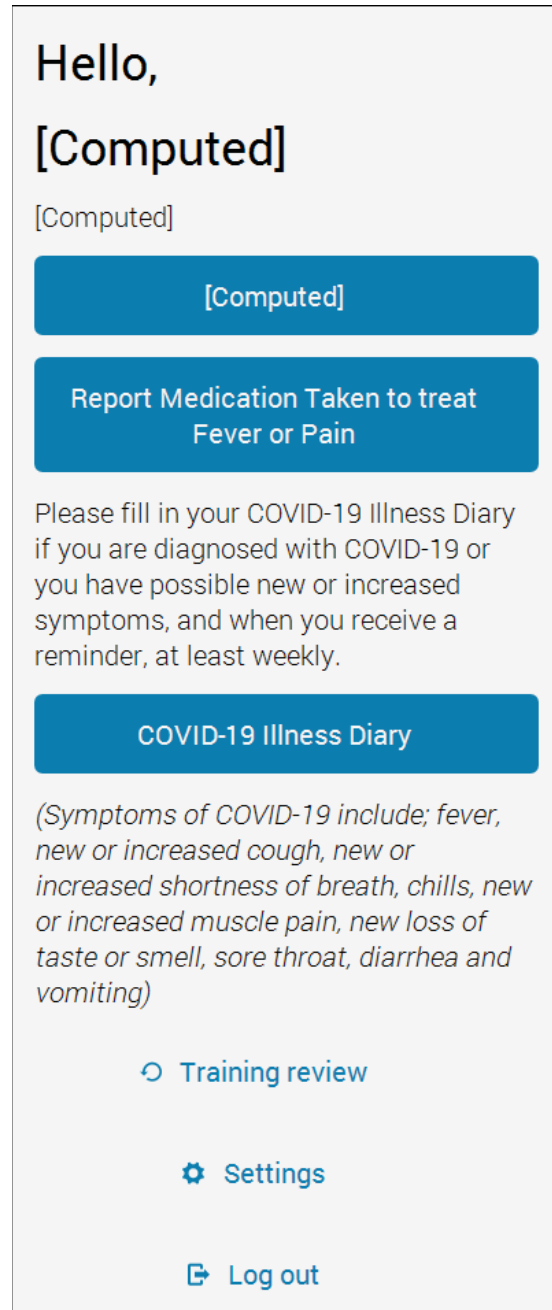 Hello,
[Computed]
[Computed]
[Computed]
Report Medication Taken to treat
Fever or Pain
Please fill in your COVID-19 Illness Diary
if you are diagnosed with COVID-19 or
you have possible new or increased
symptoms, and when you receive a
reminder, at least weekly.
COVID-19 Illness Diary
(Symptoms of COVID-19 include; fever,
new or increased cough, new or
increased shortness of breath, chills, new
or increased muscle pain, new loss of
taste or smell, sore throat, diarrhea and
vomiting)
Training review
Settings
Log out